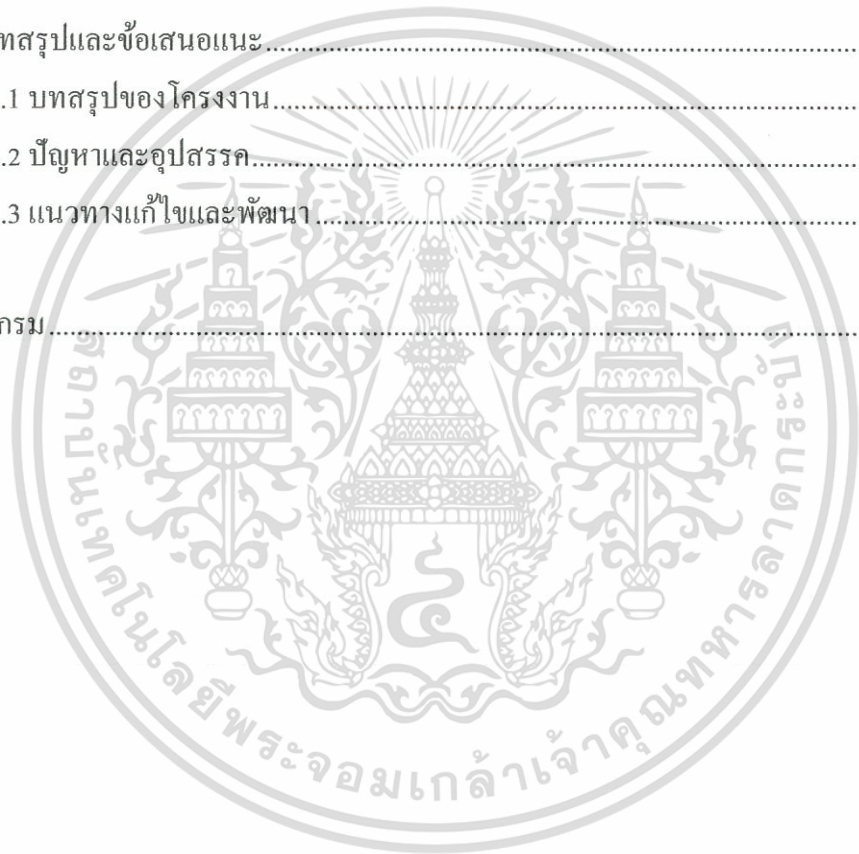 ทสรุปและข้อเสนอแนะ........................................................................
.1 บทสรุปของโครงงาน........................................................................
.2 ปัญหาและอุปสรรค........................................................................
.3 แนวทางแก้ไขและพัฒนา........................................................................
กรม........................................................................
สถาบันเทคโนโลยีพระจอมเกล้าเจ้าคุณทหารลาดกระบัง
๔